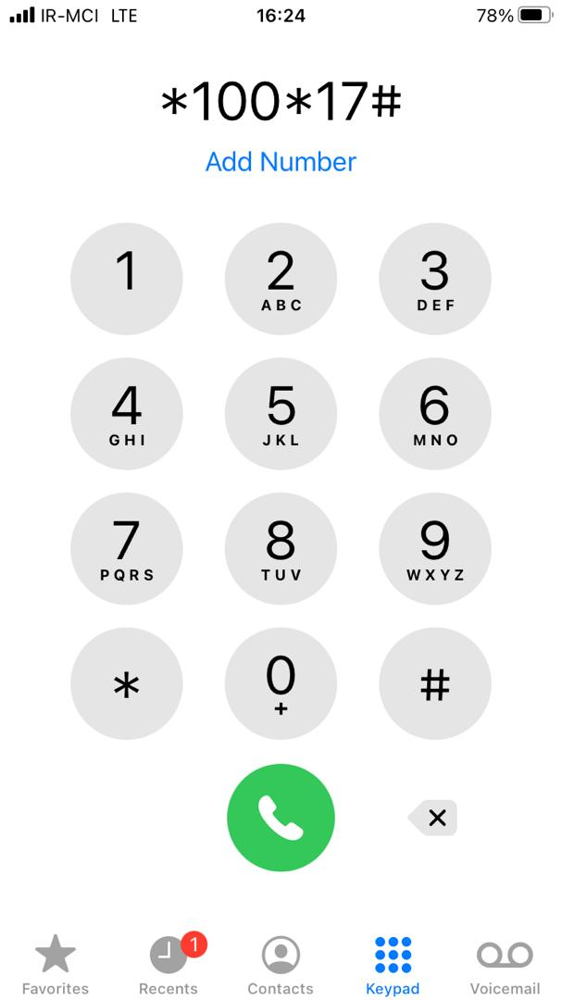 IR-MCI LTE 16:24 78%
*100*17#
Add Number
1 2 3
ABC DEF
4 5 6
GHI JKL MNO
7 8 9
PQRS TUV WXYZ
* 0 #
+
1
Favorites Recents Contacts Keypad Voicemail